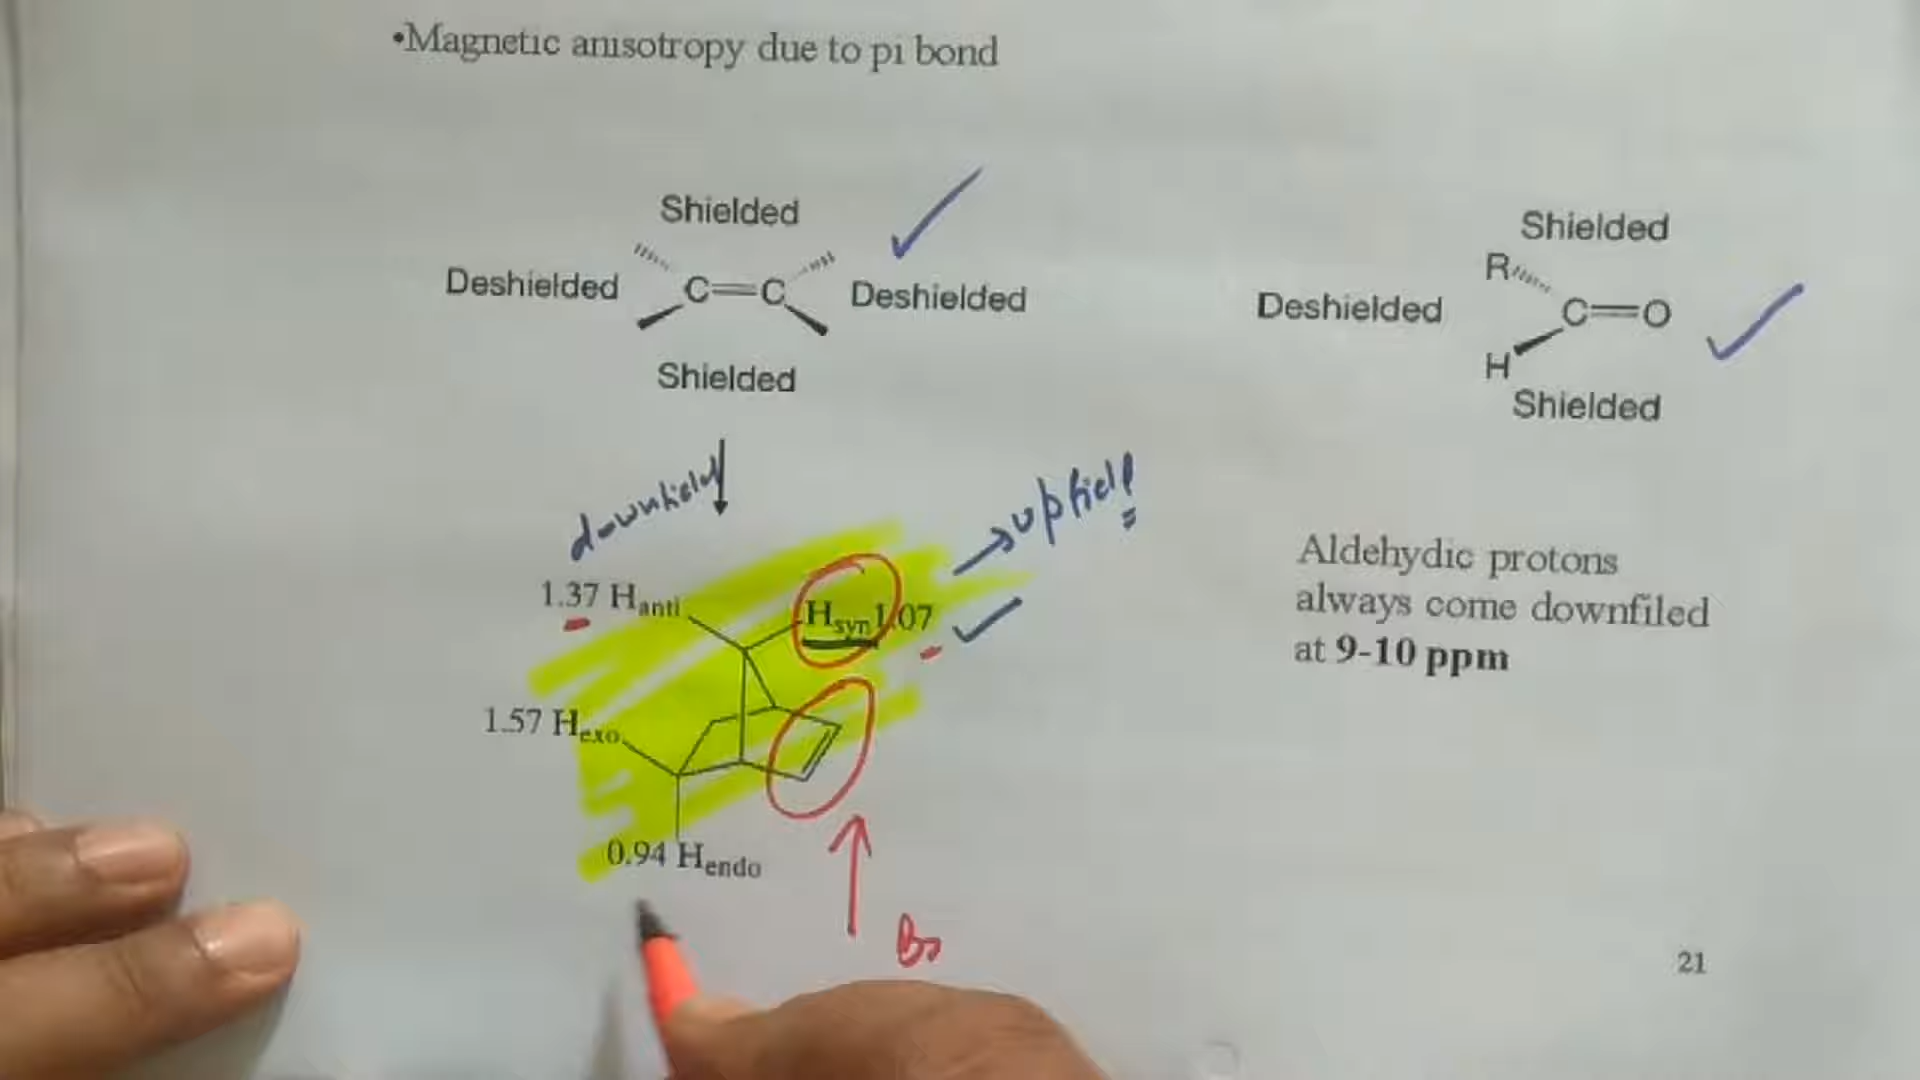 •Magnetic anisotropy due to pi bond
Shielded
Deshielded C=C Deshielded
Shielded
Shielded
R
Deshielded C=O
H
Shielded
downfield
→upfield
1.37 Hanti
Hsyn 1.07
1.57 Hexo
0.94 Hendo
Aldehydic protons
always come downfiled
at 9-10 ppm
21